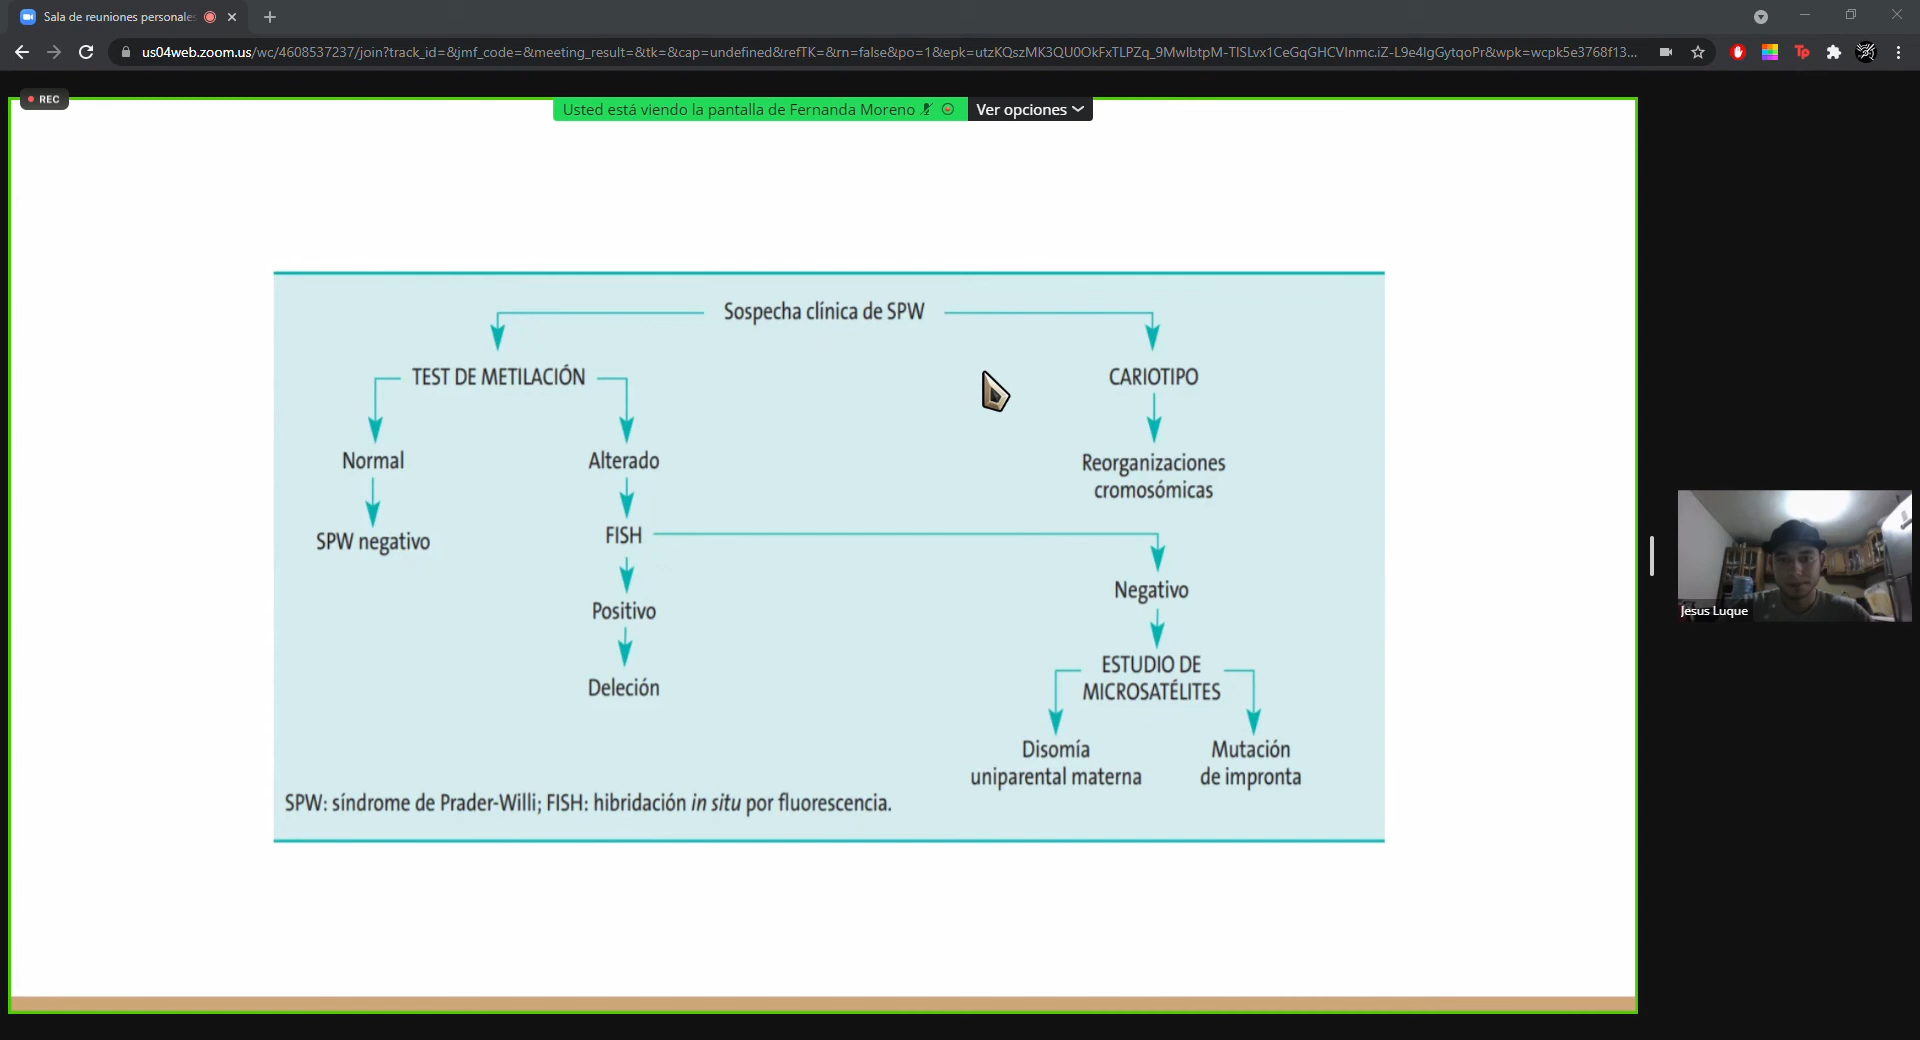 Sala de reuniones personales
us04web.zoom.us/wc/4608537237/join?track_id=&jmf_code=&meeting_result=&tk=&cap=undefined&refTK=&rn=false&po=1&epk=utzKQszMK3QU0OkFxTLPZq_9MwIbtpM-TISLvx1CeGqGHCVInmc.iZ-L9e4IgGytqoPr&wpk=wcpk5e3768f13...
REC
Usted está viendo la pantalla de Fernanda Moreno
Ver opciones
Sospecha clínica de SPW
TEST DE METILACIÓN
CARIOTIPO
Normal
Alterado
Reorganizaciones
cromosómicas
SPW negativo
FISH
Positivo
Negativo
Deleción
ESTUDIO DE
MICROSATÉLITES
Disomía
uniparental materna
Mutación
de impronta
SPW: síndrome de Prader-Willi; FISH: hibridación in situ por fluorescencia.
Jesus Luque